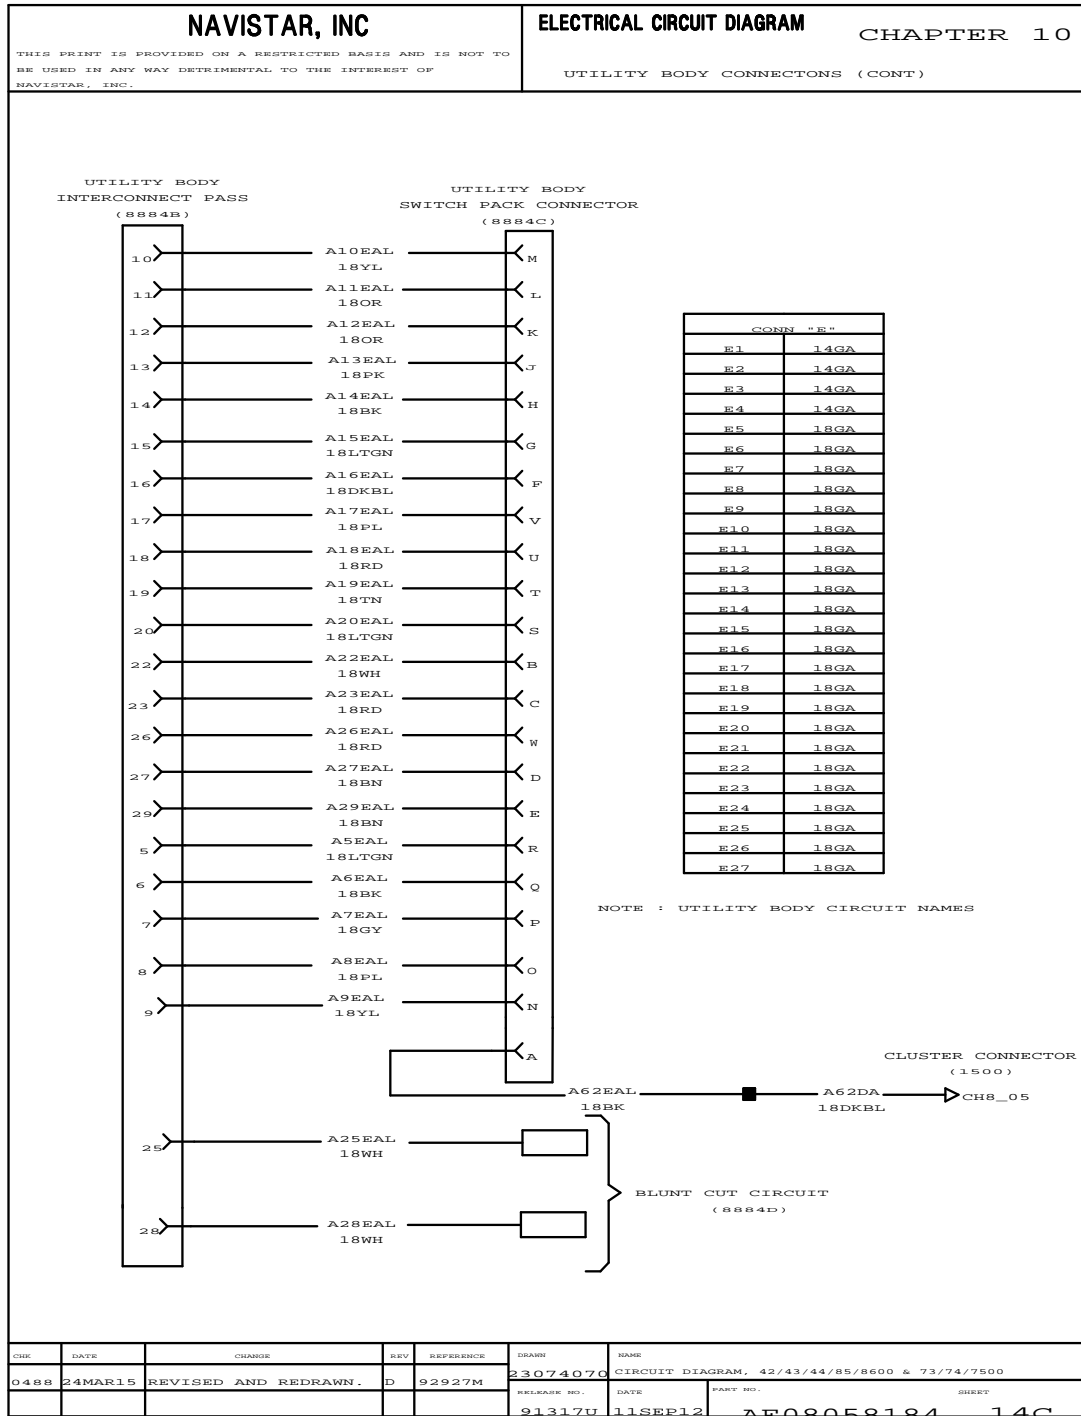 NAVISTAR, INC
THIS PRINT IS PROVIDED ON A RESTRICTED BASIS AND IS NOT TO
BE USED IN ANY WAY DETRIMENTAL TO THE INTEREST OF
NAVISTAR, INC.
ELECTRICAL CIRCUIT DIAGRAM
CHAPTER 10
UTILITY BODY CONNECTONS (CONT)
UTILITY BODY
INTERCONNECT PASS
(8884B)
UTILITY BODY
SWITCH PACK CONNECTOR
(8884C)
10 A10EAL M
18YL
11 A11EAL L
18OR
12 A12EAL K
18OR
13 A13EAL J
18PK
14 A14EAL H
18BK
15 A15EAL G
18LTGN
16 A16EAL F
18DKBL
17 A17EAL V
18PL
18 A18EAL U
18RD
19 A19EAL T
18TN
20 A20EAL S
18LTGN
22 A22EAL B
18WH
23 A23EAL C
18RD
26 A26EAL W
18RD
27 A27EAL D
18BN
29 A29EAL E
18BN
5 A5EAL R
18LTGN
6 A6EAL Q
18BK
7 A7EAL P
18GY
8 A8EAL O
18PL
9 A9EAL N
18YL
A
A62EAL
18BK
A62DA
18DKBL
CLUSTER CONNECTOR
(1500)
CH8_05
25 A25EAL
18WH
28 A28EAL
18WH
BLUNT CUT CIRCUIT
(8884D)
CONN "E"
E1 14GA
E2 14GA
E3 14GA
E4 14GA
E5 18GA
E6 18GA
E7 18GA
E8 18GA
E9 18GA
E10 18GA
E11 18GA
E12 18GA
E13 18GA
E14 18GA
E15 18GA
E16 18GA
E17 18GA
E18 18GA
E19 18GA
E20 18GA
E21 18GA
E22 18GA
E23 18GA
E24 18GA
E25 18GA
E26 18GA
E27 18GA
NOTE : UTILITY BODY CIRCUIT NAMES
CHK DATE CHANGE REV REFERENCE
0488 24MAR15 REVISED AND REDRAWN. D 92927M
DRAWN
23074070
NAME
CIRCUIT DIAGRAM, 42/43/44/85/8600 & 73/74/7500
RELEASE NO.
91317U
DATE
11SEP12
PART NO.
AE08058184
SHEET
14C